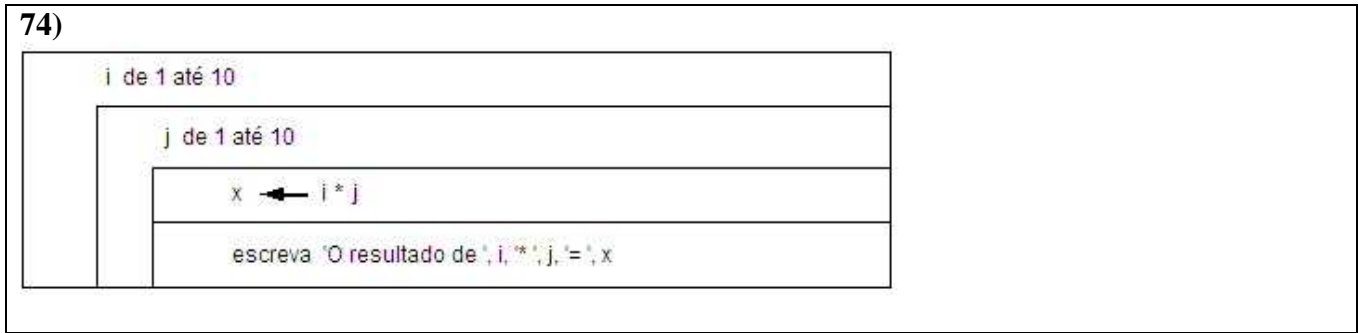 74)
i de 1 até 10
j de 1 até 10
x ← i * j
escreva 'O resultado de ', i, '* ', j, '= ', x